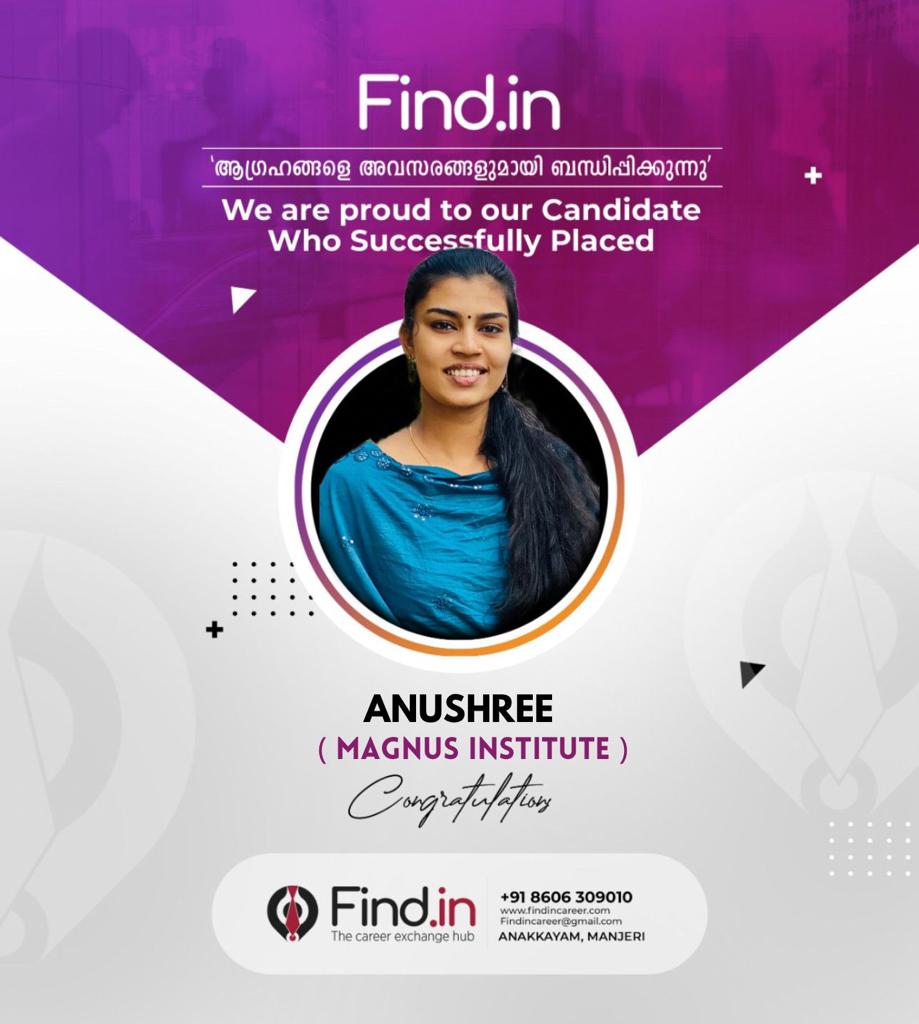 Find.in
'ആഗ്രഹങ്ങളെ അവസരങ്ങളുമായി ബന്ധിപ്പിക്കുന്നു'
We are proud to our Candidate
Who Successfully Placed
ANUSHREE
( MAGNUS INSTITUTE )
Congratulations
Find.in
The career exchange hub
+91 8606 309010
www.findincareer.com
Findincareer@gmail.com
ANAKKAYAM, MANJERI